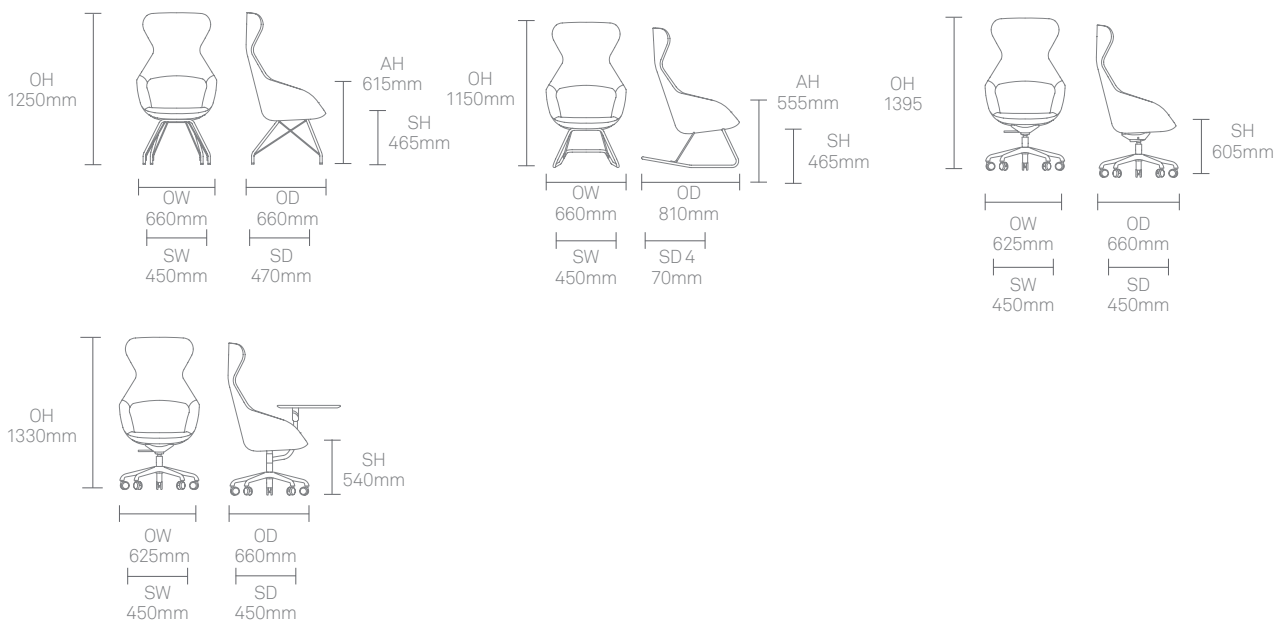 OH
1250mm
AH
615mm
SH
465mm
OW
660mm
OD
660mm
SW
450mm
SD
470mm
OH
1150mm
AH
555mm
SH
465mm
OW
660mm
OD
810mm
SW
450mm
SD 4
70mm
OH
1395
SH
605mm
OW
625mm
OD
660mm
SW
450mm
SD
450mm
OH
1330mm
SH
540mm
OW
625mm
OD
660mm
SW
450mm
SD
450mm